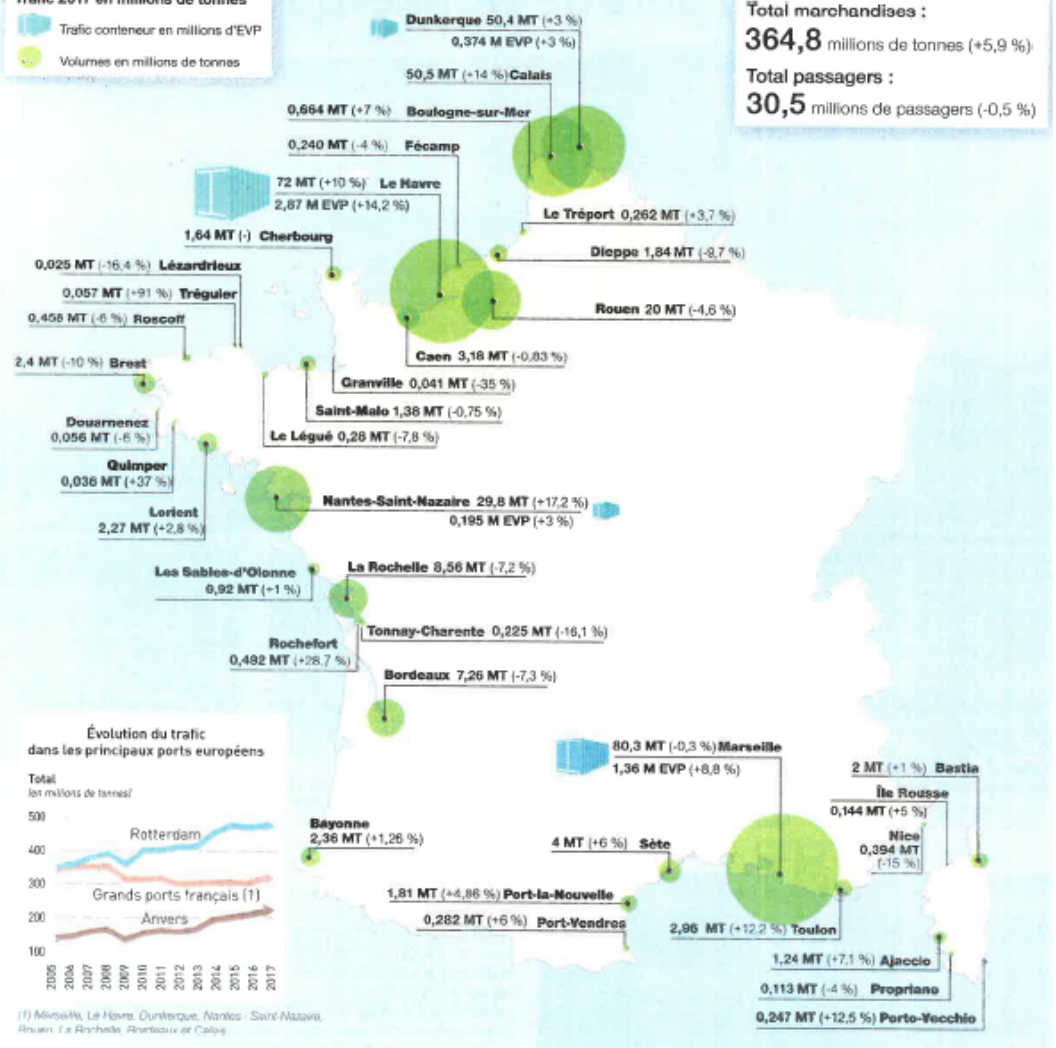 Trafic 2017 en millions de tonnes
Trafic conteneur en millions d'EVP
Volumes en millions de tonnes
Total marchandises :
364,8 millions de tonnes (+5,9 %)
Total passagers :
30,5 millions de passagers (-0,5 %)
Dunkerque 50,4 MT (+3 %)
0,374 M EVP (+3 %)
50,5 MT (+14 %) Calais
0,664 MT (+7 %) Boulogne-sur-Mer
0,240 MT (-4 %) Fécamp
72 MT (+10 %) Le Havre
2,87 M EVP (+14,2 %)
Le Tréport 0,262 MT (+3,7 %)
1,64 MT (-) Cherbourg
Dieppe 1,84 MT (-9,7 %)
0,025 MT (-16,4 %) Lézardrieux
0,057 MT (+91 %) Tréguier
Rouen 20 MT (-4,6 %)
0,458 MT (-6 %) Roscoff
Caen 3,18 MT (-0,83 %)
2,4 MT (-10 %) Brest
Granville 0,041 MT (-35 %)
Saint-Malo 1,38 MT (-0,75 %)
Douarnenez
0,056 MT (-6 %)
Le Légué 0,28 MT (-7,8 %)
Quimper
0,036 MT (+37 %)
Lorient
2,27 MT (+2,8 %)
Nantes-Saint-Nazaire 29,8 MT (+17,2 %)
0,195 M EVP (+3 %)
Les Sables-d'Olonne
0,92 MT (+1 %)
La Rochelle 8,56 MT (-7,2 %)
Tonnay-Charente 0,225 MT (-16,1 %)
Rochefort
0,492 MT (+28,7 %)
Bordeaux 7,26 MT (-7,3 %)
Évolution du trafic
dans les principaux ports européens
Total
(en millions de tonnes)
500
400
300
200
100
Rotterdam
Grands ports français (1)
Anvers
2005
2006
2007
2008
2009
2010
2011
2012
2013
2014
2015
2016
2017
(1) Marseille, Le Havre, Dunkerque, Nantes - Saint-Nazaire,
Rouen, La Rochelle, Bordeaux et Calais
80,3 MT (-0,3 %) Marseille
1,36 M EVP (+8,8 %)
2 MT (+1 %) Bastia
Île Rousse
0,144 MT (+5 %)
Nice
0,394 MT
(-15 %)
Bayonne
2,36 MT (+1,26 %)
4 MT (+6 %) Sète
1,81 MT (+4,86 %) Port-la-Nouvelle
0,282 MT (+6 %) Port-Vendres
2,96 MT (+12,2 %) Toulon
1,24 MT (+7,1 %) Ajaccio
0,113 MT (-4 %) Propriano
0,247 MT (+12,5 %) Porto-Vecchio